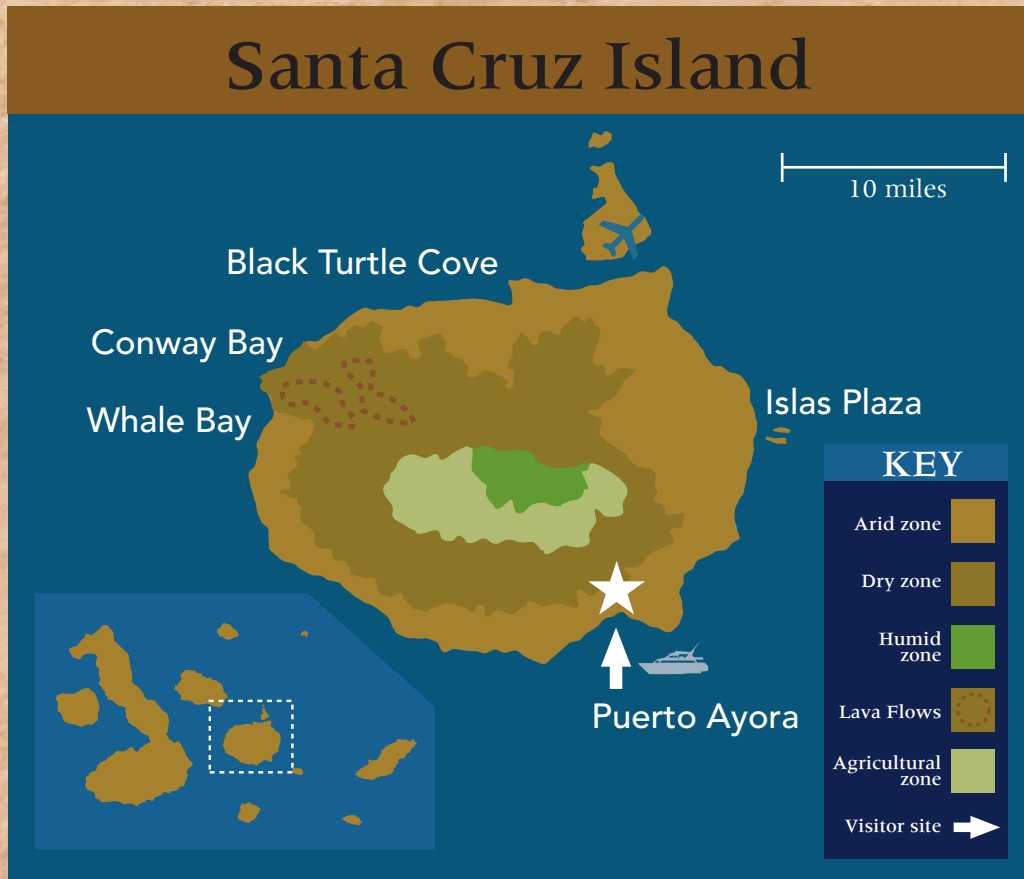 Santa Cruz Island
10 miles
Black Turtle Cove
Conway Bay
Whale Bay
Islas Plaza
Puerto Ayora
KEY
Arid zone
Dry zone
Humid
zone
Lava Flows
Agricultural
zone
Visitor site